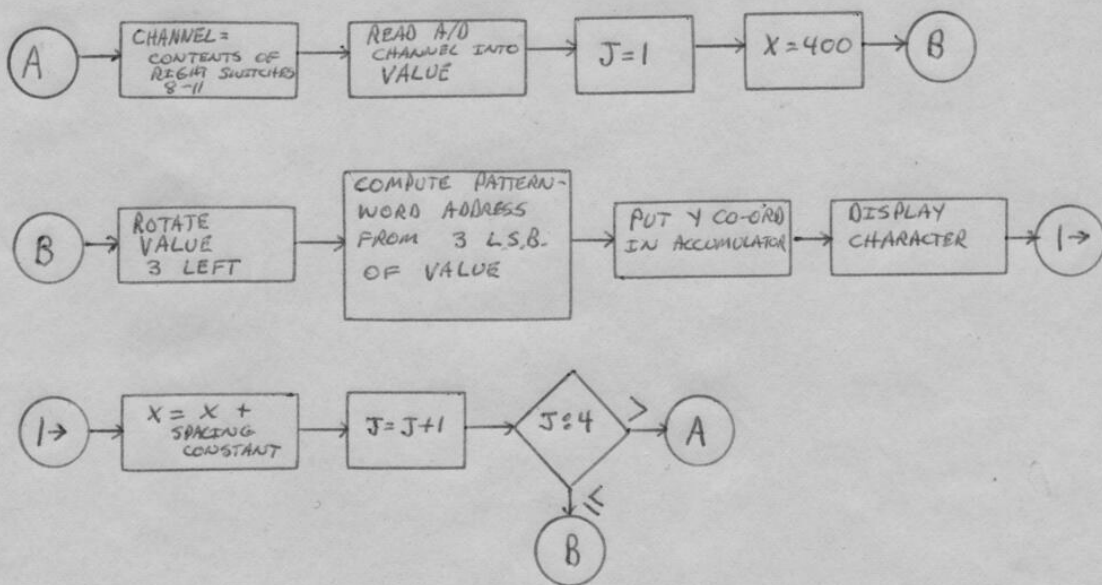 A
CHANNEL =
CONTENTS OF
RIGHT SWITCHES
8-11
READ A/D
CHANNEL INTO
VALUE
J=1
X=400
B
B
ROTATE
VALUE
3 LEFT
COMPUTE PATTERN-
WORD ADDRESS
FROM 3 L.S.B.
OF VALUE
PUT Y CO-ORD
IN ACCUMULATOR
DISPLAY
CHARACTER
1→
1→
X = X +
SPACING
CONSTANT
J=J+1
J:4
>
A
≤
B